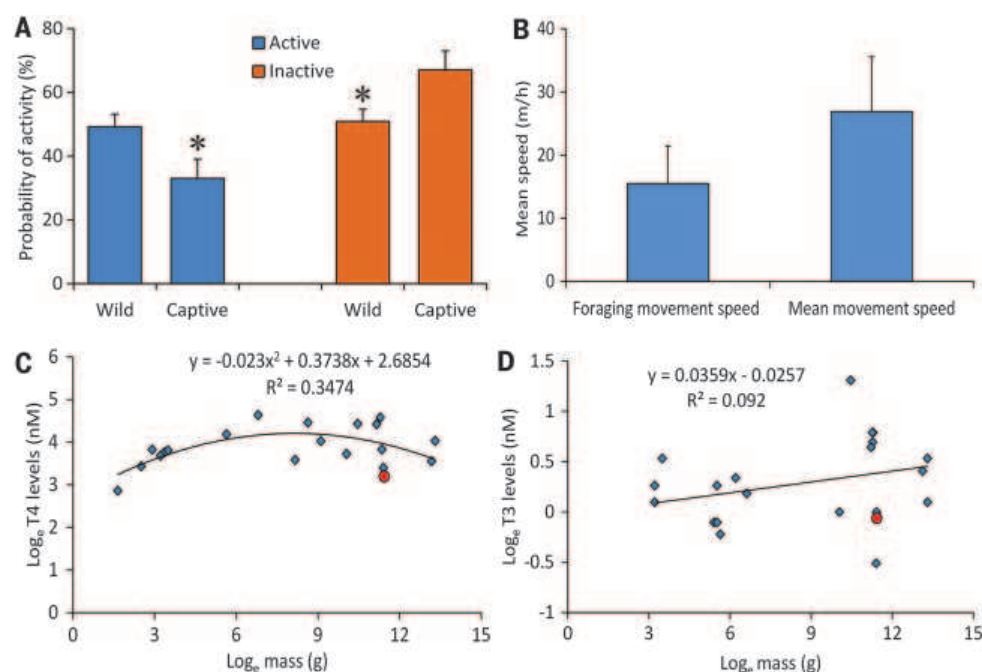 A
Probability of activity (%)
80
60
40
20
0
Active
Inactive
*
*
Wild
Captive
Wild
Captive
B
Mean speed (m/h)
40
30
20
10
0
Foraging movement speed
Mean movement speed
C
Logₑ T4 levels (nM)
6
5
4
3
2
1
0
y = -0.023x² + 0.3738x + 2.6854
R² = 0.3474
0
3
6
9
12
15
Logₑ mass (g)
D
Logₑ T3 levels (nM)
1.5
1
0.5
0
-0.5
-1
y = 0.0359x - 0.0257
R² = 0.092
0
3
6
9
12
15
Logₑ mass (g)